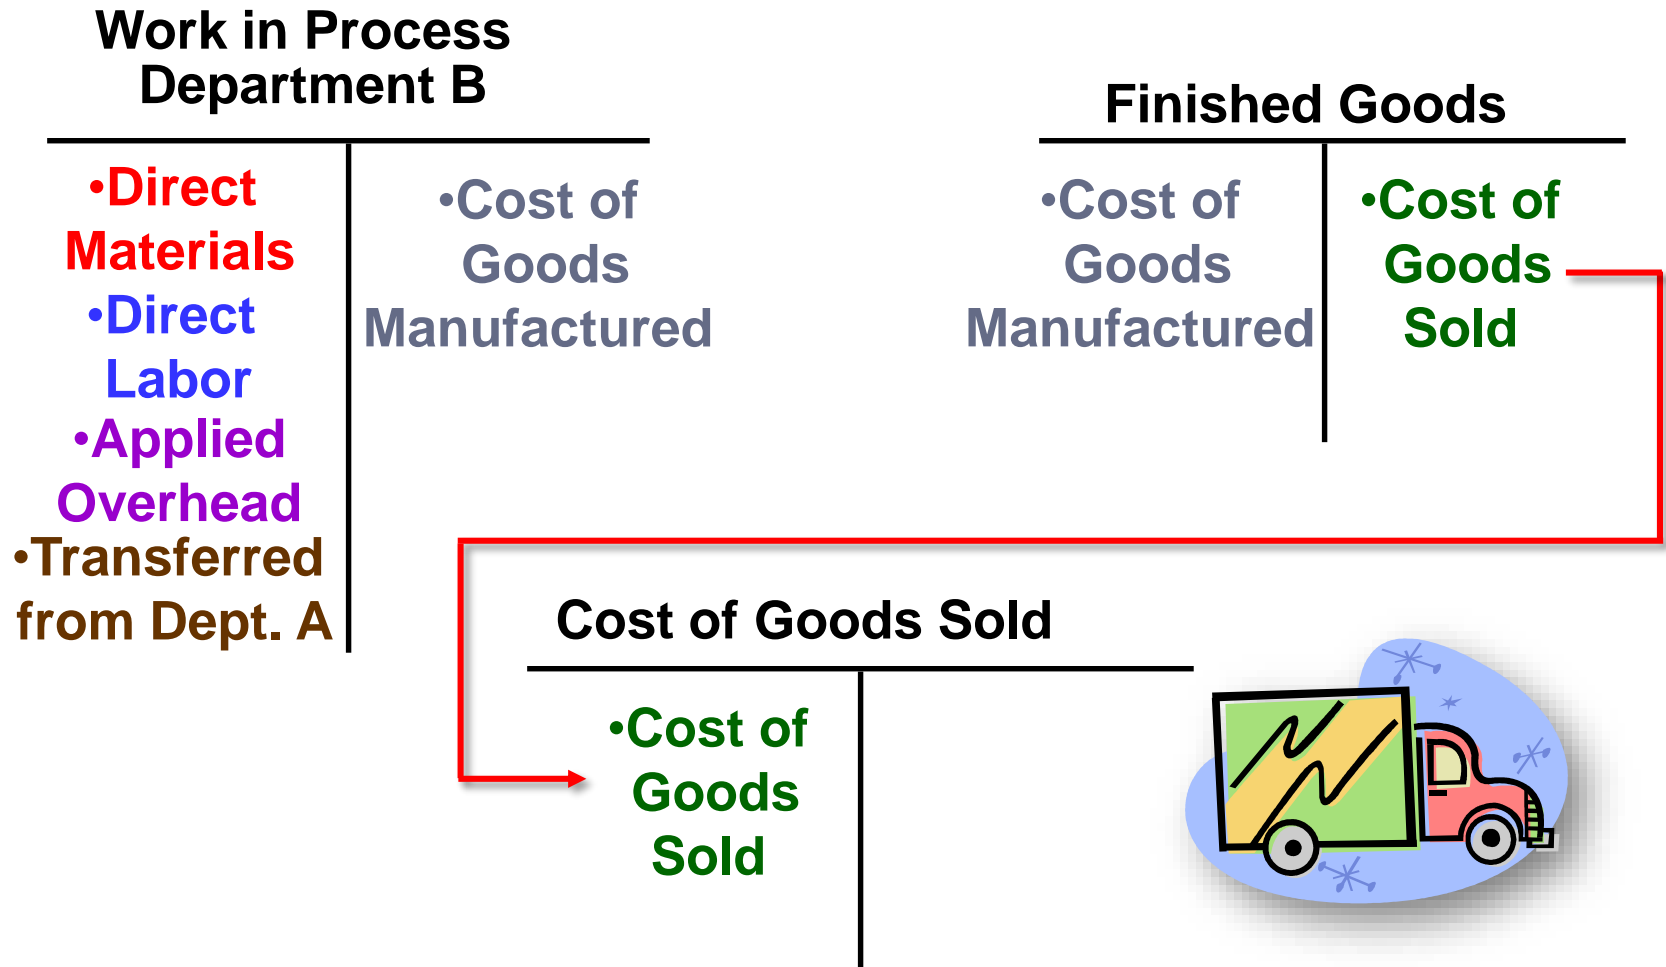 Work in Process
Department B
•Direct
Materials
•Direct
Labor
•Applied
Overhead
•Transferred
from Dept. A
•Cost of
Goods
Manufactured
Finished Goods
•Cost of
Goods
Manufactured
•Cost of
Goods
Sold
Cost of Goods Sold
•Cost of
Goods
Sold